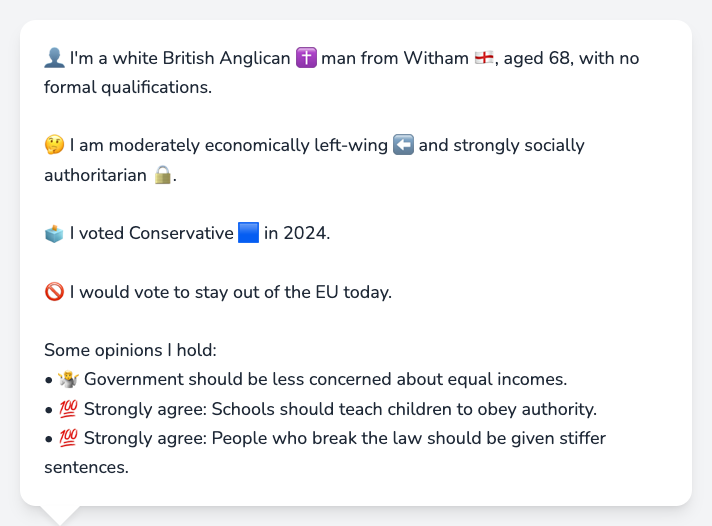 👤 I'm a white British Anglican ✝️ man from Witham 🏴󠁧󠁢󠁥󠁮󠁧󠁿, aged 68, with no
formal qualifications.
🤔 I am moderately economically left-wing ⬅️ and strongly socially
authoritarian 🔒.
🗳️ I voted Conservative 🟦 in 2024.
🚫 I would vote to stay out of the EU today.
Some opinions I hold:
• 🤷 Government should be less concerned about equal incomes.
• 💯 Strongly agree: Schools should teach children to obey authority.
• 💯 Strongly agree: People who break the law should be given stiffer
sentences.